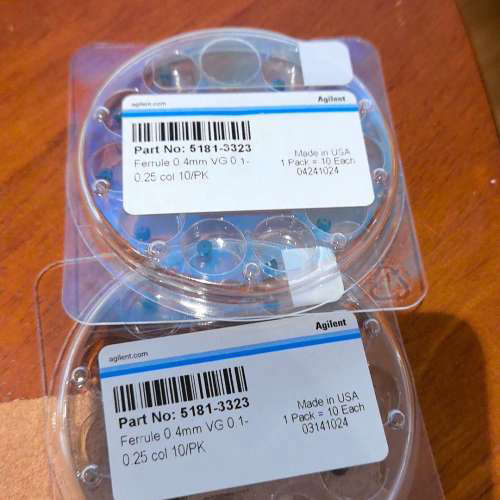 agilent.com Agilent
Part No: 5181-3323
Ferrule 0.4mm VG 0.1-
0.25 col 10/PK
Made in USA
1 Pack = 10 Each
04241024
agilent.com Agilent
Part No: 5181-3323
Ferrule 0.4mm VG 0.1-
0.25 col 10/PK
Made in USA
1 Pack = 10 Each
03141024